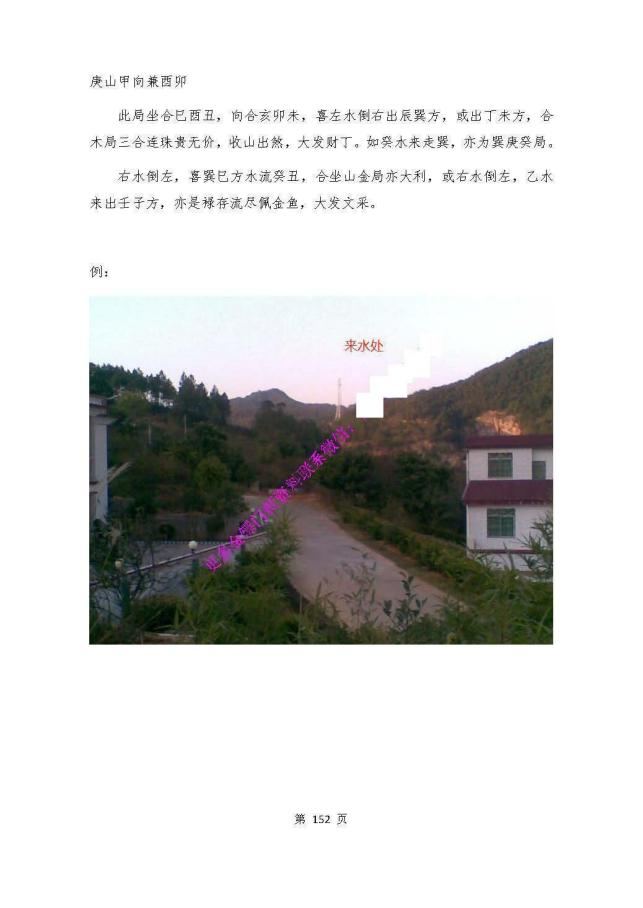 庚山甲向兼酉卯
此局坐合巳酉丑，向合亥卯未，喜左水倒右出辰巽方，或出丁未方，合
木局三合连珠贵无价，收山出煞，大发财丁。如癸水来走巽，亦为巽庚癸局。
右水倒左，喜巽巳方水流癸丑，合坐山金局亦大利，或右水倒左，乙水
来出壬子方，亦是禄存流尽佩金鱼，大发文采。
例：
来水处
资料联系微信：
第 152 页